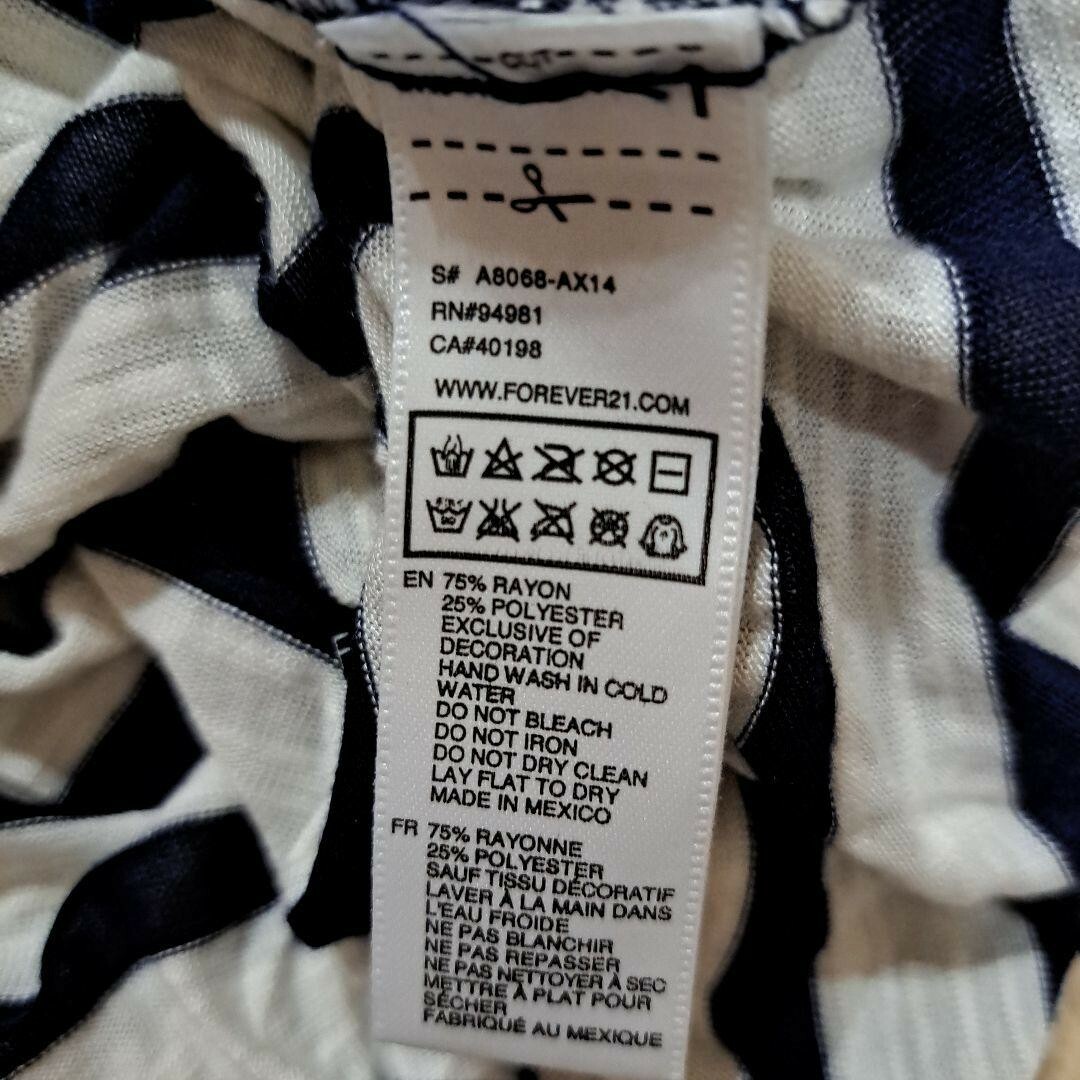 CUT
S# A8068-AX14
RN#94981
CA#40198
WWW.FOREVER21.COM
EN 75% RAYON
25% POLYESTER
EXCLUSIVE OF
DECORATION
HAND WASH IN COLD
WATER
DO NOT BLEACH
DO NOT IRON
DO NOT DRY CLEAN
LAY FLAT TO DRY
MADE IN MEXICO
FR 75% RAYONNE
25% POLYESTER
SAUF TISSU DÉCORATIF
LAVER À LA MAIN DANS
L'EAU FROIDE
NE PAS BLANCHIR
NE PAS REPASSER
NE PAS NETTOYER À SEC
METTRE À PLAT POUR
SÉCHER
FABRIQUÉ AU MEXIQUE